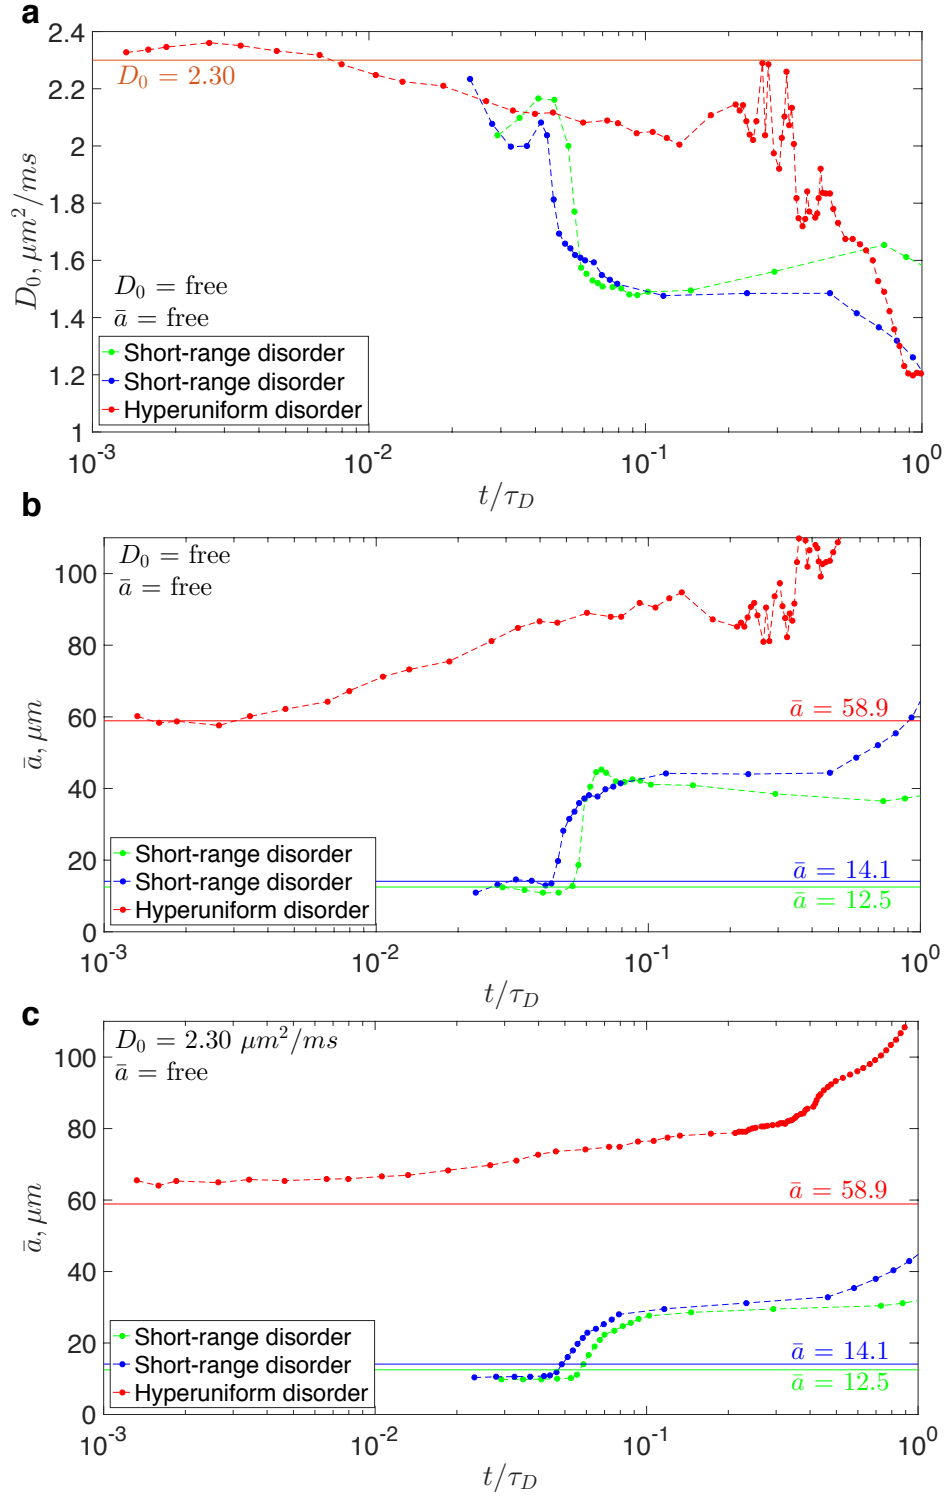 a
2.4
2.2
2
1.8
1.6
1.4
1.2
1
D₀, μm²/ms
D₀ = 2.30
D₀ = free
ā = free
Short-range disorder
Short-range disorder
Hyperuniform disorder
10⁻³
10⁻²
10⁻¹
10⁰
t/τ_D
b
100
80
60
40
20
0
ā, μm
D₀ = free
ā = free
ā = 58.9
ā = 14.1
ā = 12.5
Short-range disorder
Short-range disorder
Hyperuniform disorder
10⁻³
10⁻²
10⁻¹
10⁰
t/τ_D
c
100
80
60
40
20
0
ā, μm
D₀ = 2.30 μm²/ms
ā = free
ā = 58.9
ā = 14.1
ā = 12.5
Short-range disorder
Short-range disorder
Hyperuniform disorder
10⁻³
10⁻²
10⁻¹
10⁰
t/τ_D